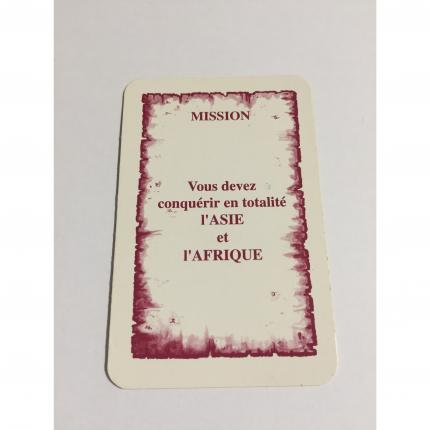 MISSION
Vous devez
conquérir en totalité
l'ASIE
et
l'AFRIQUE